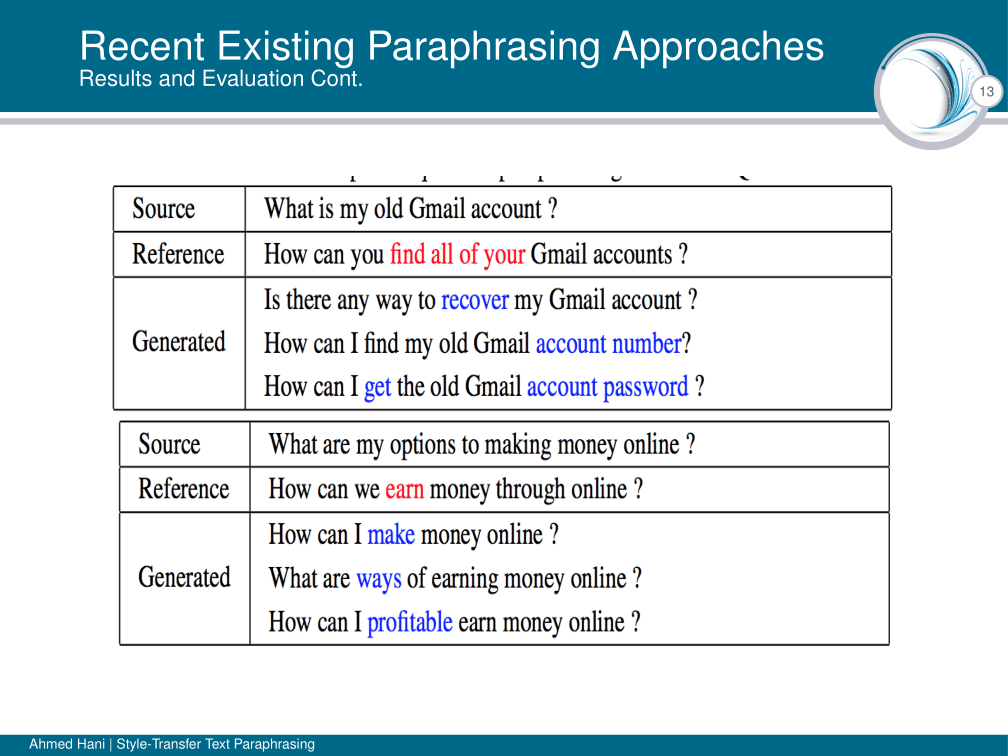 Recent Existing Paraphrasing Approaches
Results and Evaluation Cont.
13
Source What is my old Gmail account ?
Reference How can you find all of your Gmail accounts ?
Generated
Is there any way to recover my Gmail account ?
How can I find my old Gmail account number?
How can I get the old Gmail account password ?
Source What are my options to making money online ?
Reference How can we earn money through online ?
Generated
How can I make money online ?
What are ways of earning money online ?
How can I profitable earn money online ?
Ahmed Hani | Style-Transfer Text Paraphrasing